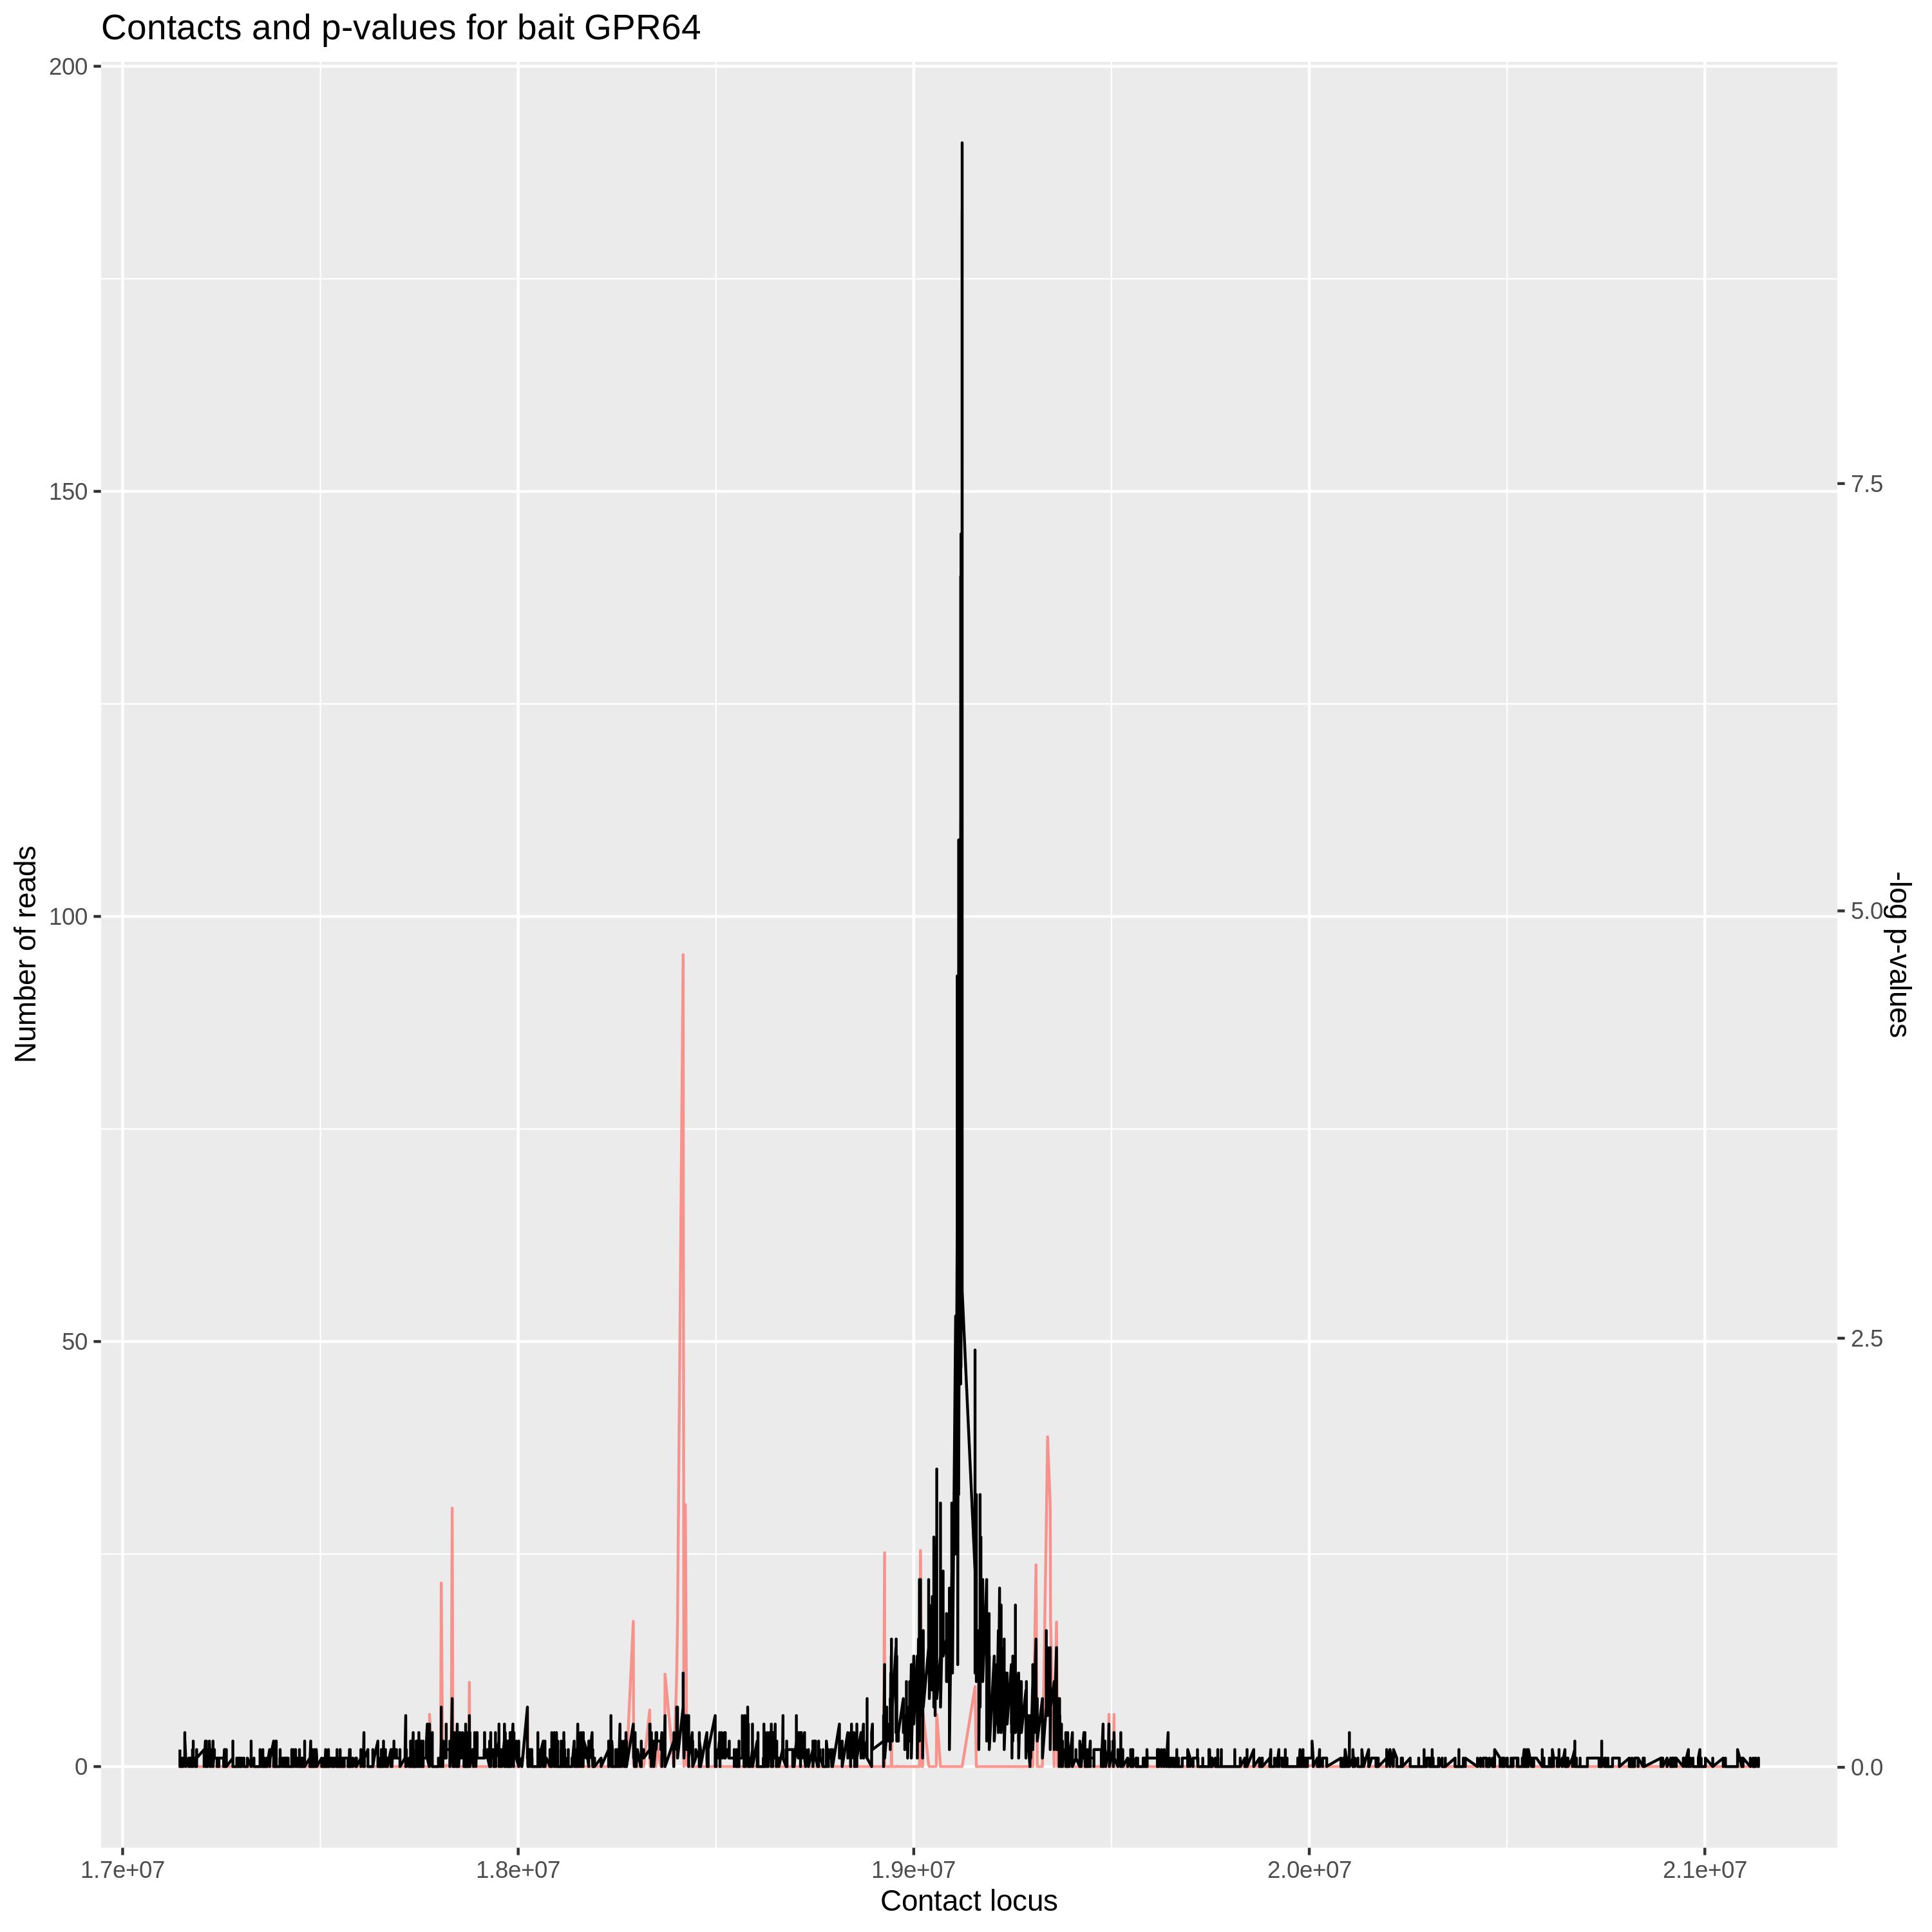 Contacts and p-values for bait GPR64
200
150
100
50
0
Number of reads
7.5
5.0
2.5
0.0
-log p-values
1.7e+07
1.8e+07
1.9e+07
2.0e+07
2.1e+07
Contact locus